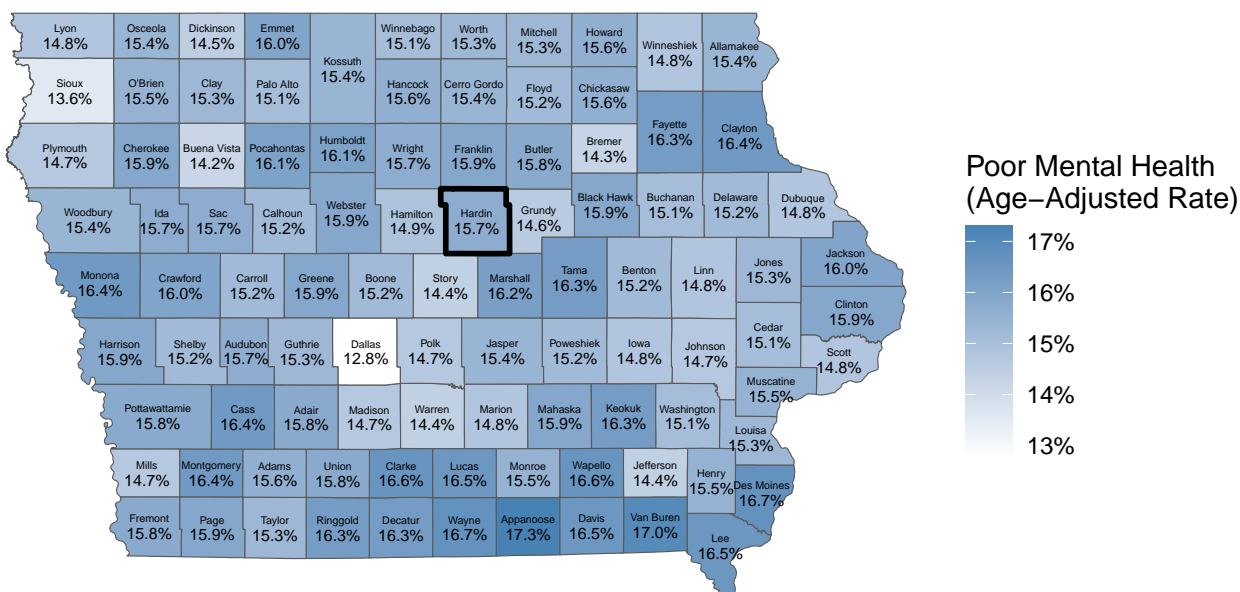 Lyon
14.8%
Osceola
15.4%
Dickinson
14.5%
Emmet
16.0%
Kossuth
15.4%
Winnebago
15.1%
Worth
15.3%
Mitchell
15.3%
Howard
15.6%
Winneshiek
14.8%
Allamakee
15.4%
Sioux
13.6%
O'Brien
15.5%
Clay
15.3%
Palo Alto
15.1%
Hancock
15.6%
Cerro Gordo
15.4%
Floyd
15.2%
Chickasaw
15.6%
Fayette
16.3%
Clayton
16.4%
Plymouth
14.7%
Cherokee
15.9%
Buena Vista
14.2%
Pocahontas
16.1%
Humboldt
16.1%
Wright
15.7%
Franklin
15.9%
Butler
15.8%
Bremer
14.3%
Woodbury
15.4%
Ida
15.7%
Sac
15.7%
Calhoun
15.2%
Webster
15.9%
Hamilton
14.9%
Hardin
15.7%
Grundy
14.6%
Black Hawk
15.9%
Buchanan
15.1%
Delaware
15.2%
Dubuque
14.8%
Monona
16.4%
Crawford
16.0%
Carroll
15.2%
Greene
15.9%
Boone
15.2%
Story
14.4%
Marshall
16.2%
Tama
16.3%
Benton
15.2%
Linn
14.8%
Jones
15.3%
Jackson
16.0%
Clinton
15.9%
Harrison
15.9%
Shelby
15.2%
Audubon
15.7%
Guthrie
15.3%
Dallas
12.8%
Polk
14.7%
Jasper
15.4%
Poweshiek
15.2%
Iowa
14.8%
Johnson
14.7%
Cedar
15.1%
Scott
14.8%
Muscatine
15.5%
Pottawattamie
15.8%
Cass
16.4%
Adair
15.8%
Madison
14.7%
Warren
14.4%
Marion
14.8%
Mahaska
15.9%
Keokuk
16.3%
Washington
15.1%
Louisa
15.3%
Mills
14.7%
Montgomery
16.4%
Adams
15.6%
Union
15.8%
Clarke
16.6%
Lucas
16.5%
Monroe
15.5%
Wapello
16.6%
Jefferson
14.4%
Henry
15.5%
Des Moines
16.7%
Fremont
15.8%
Page
15.9%
Taylor
15.3%
Ringgold
16.3%
Decatur
16.3%
Wayne
16.7%
Appanoose
17.3%
Davis
16.5%
Van Buren
17.0%
Lee
16.5%
Poor Mental Health
(Age−Adjusted Rate)
17%
16%
15%
14%
13%